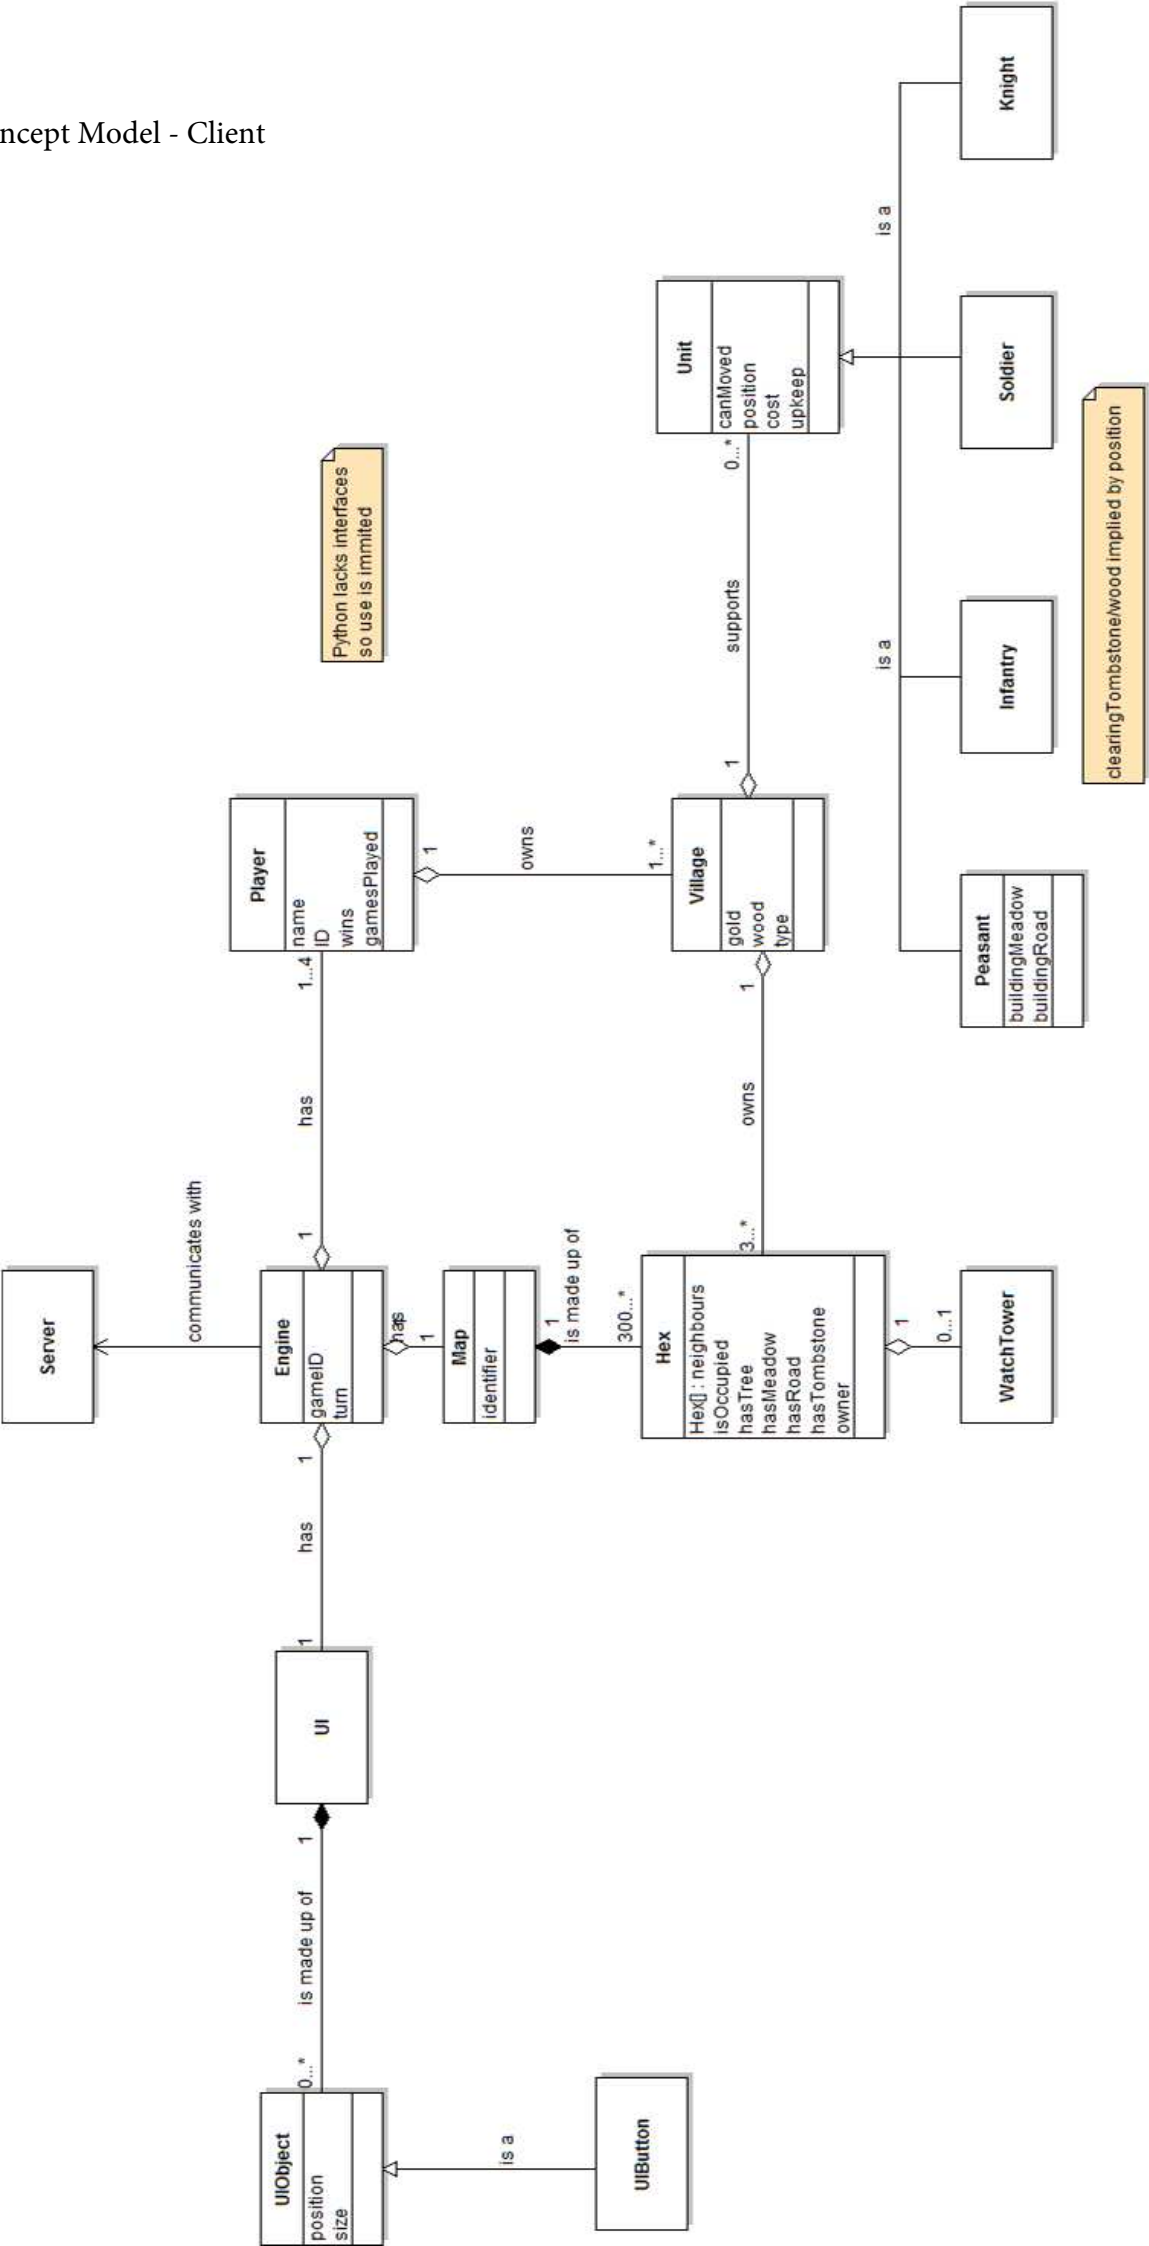 ncept Model - Client
Server
communicates with
UIObject
position
size
0...*
is made up of
1
UI
1
has
1
Engine
gameID
turn
1
has
1...4
Player
name
ID
wins
gamesPlayed
Python lacks interfaces
so use is immited
is a
UIButton
has
1
Map
identifier
1
is made up of
300...*
1
owns
1...*
Hex
Hex[] : neighbours
isOccupied
hasTree
hasMeadow
hasRoad
hasTombstone
owner
3...*
owns
1
Village
gold
wood
type
1
supports
0...*
Unit
canMoved
position
cost
upkeep
1
0...1
WatchTower
is a
is a
Peasant
buildingMeadow
buildingRoad
Infantry
Soldier
Knight
clearingTombstone/wood implied by position